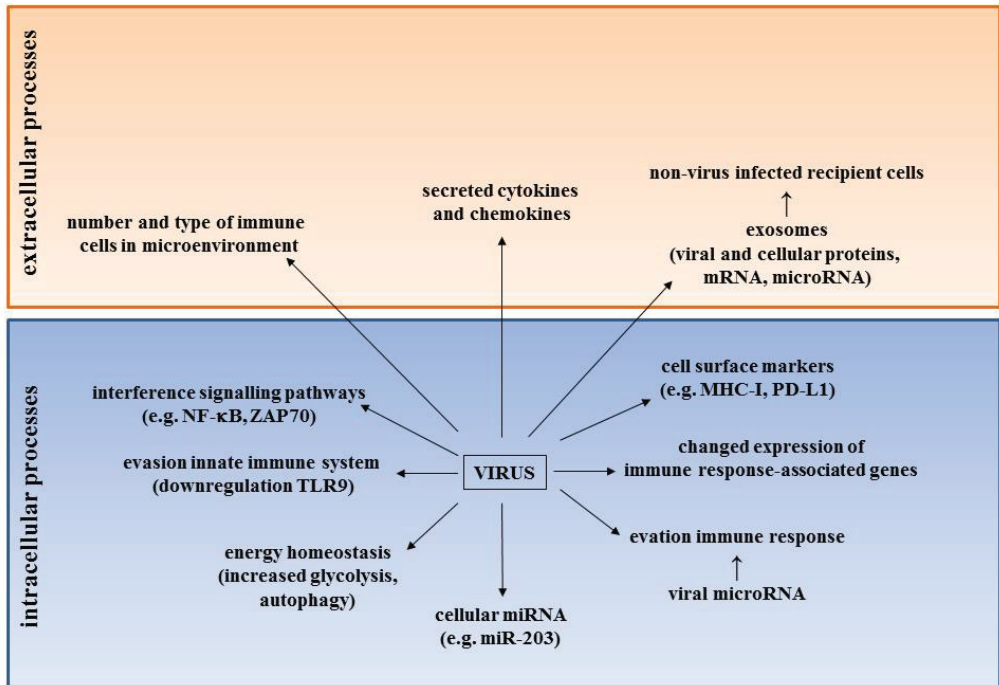 extracellular processes
non-virus infected recipient cells
↑
exosomes
(viral and cellular proteins,
mRNA, microRNA)
secreted cytokines
and chemokines
number and type of immune
cells in microenvironment
intracellular processes
interference signalling pathways
(e.g. NF-κB, ZAP70)
evasion innate immune system
(downregulation TLR9)
energy homeostasis
(increased glycolysis,
autophagy)
VIRUS
cellular miRNA
(e.g. miR-203)
cell surface markers
(e.g. MHC-I, PD-L1)
changed expression of
immune response-associated genes
evation immune response
↑
viral microRNA